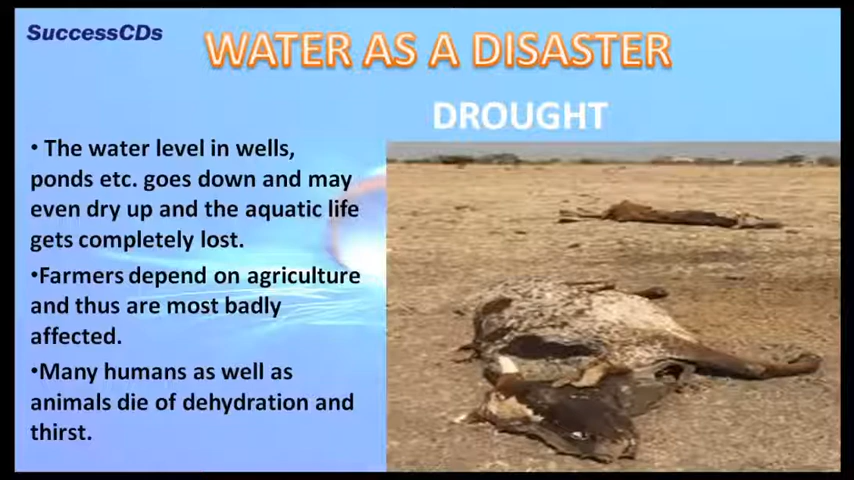 SuccessCDs
WATER AS A DISASTER
DROUGHT
• The water level in wells,
ponds etc. goes down and may
even dry up and the aquatic life
gets completely lost.
•Farmers depend on agriculture
and thus are most badly
affected.
•Many humans as well as
animals die of dehydration and
thirst.